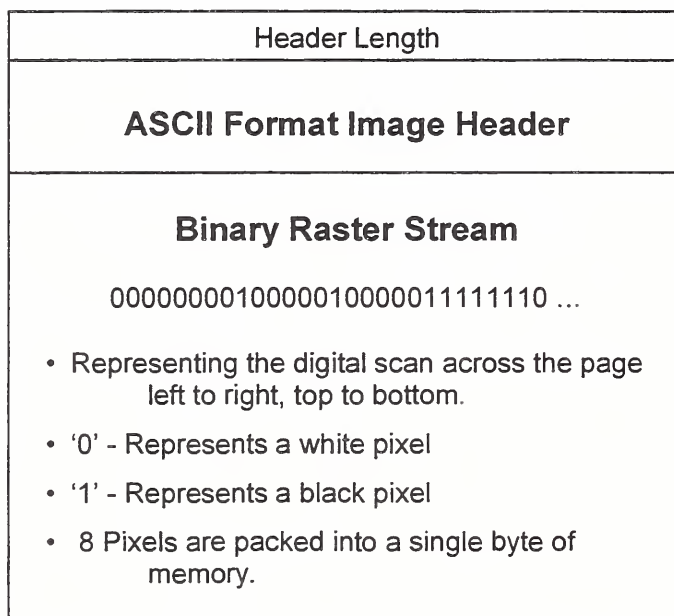 Header Length
ASCII Format Image Header
Binary Raster Stream
0000000010000010000011111110 ...
• Representing the digital scan across the page
left to right, top to bottom.
• '0' - Represents a white pixel
• '1' - Represents a black pixel
• 8 Pixels are packed into a single byte of
memory.